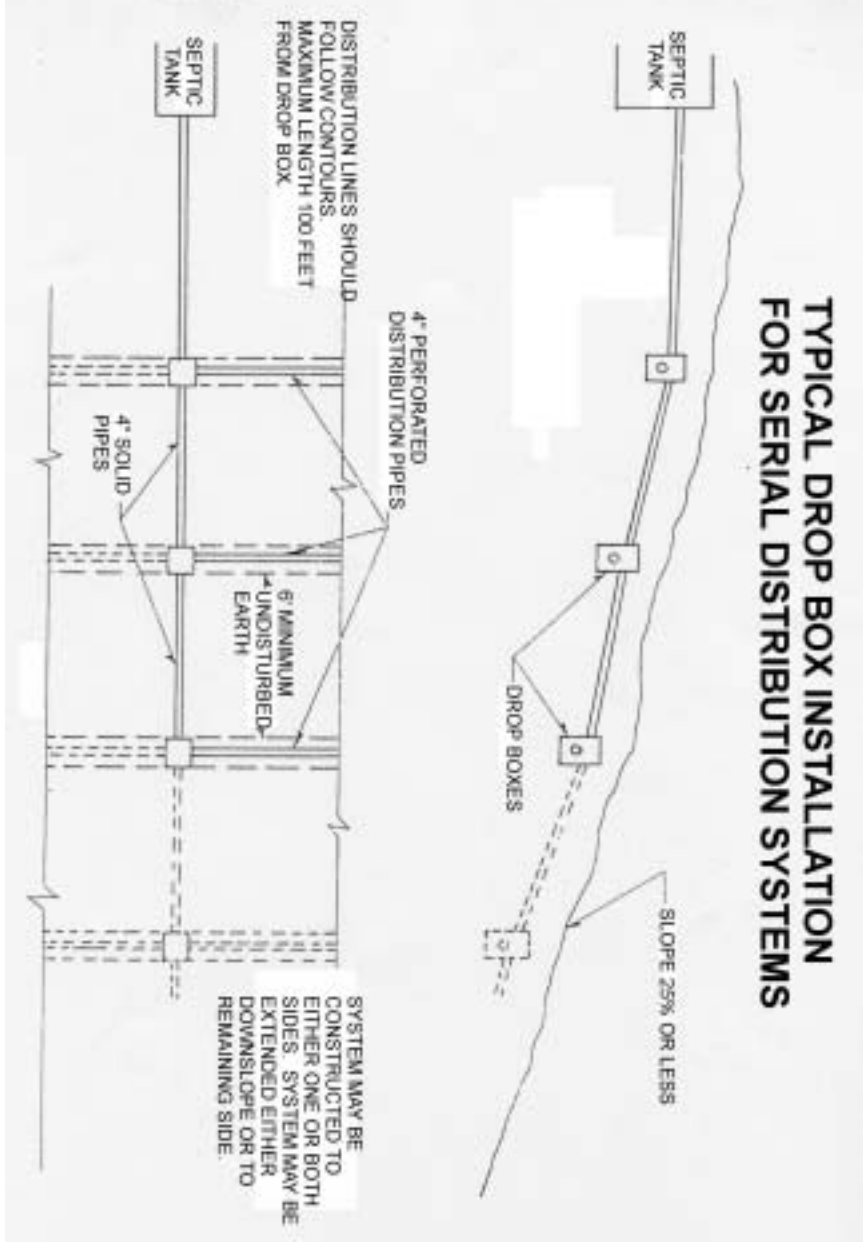 TYPICAL DROP BOX INSTALLATION
FOR SERIAL DISTRIBUTION SYSTEMS
SEPTIC
TANK
SLOPE 25% OR LESS
DROP BOXES
4" PERFORATED
DISTRIBUTION PIPES
DISTRIBUTION LINES SHOULD
FOLLOW CONTOURS.
MAXIMUM LENGTH 100 FEET
FROM DROP BOX.
SEPTIC
TANK
6' MINIMUM
UNDISTURBED
EARTH
4" SOLID
PIPES
SYSTEM MAY BE
CONSTRUCTED TO
EITHER ONE OR BOTH
SIDES. SYSTEM MAY BE
EXTENDED EITHER
DOWNSLOPE OR TO
REMAINING SIDE.